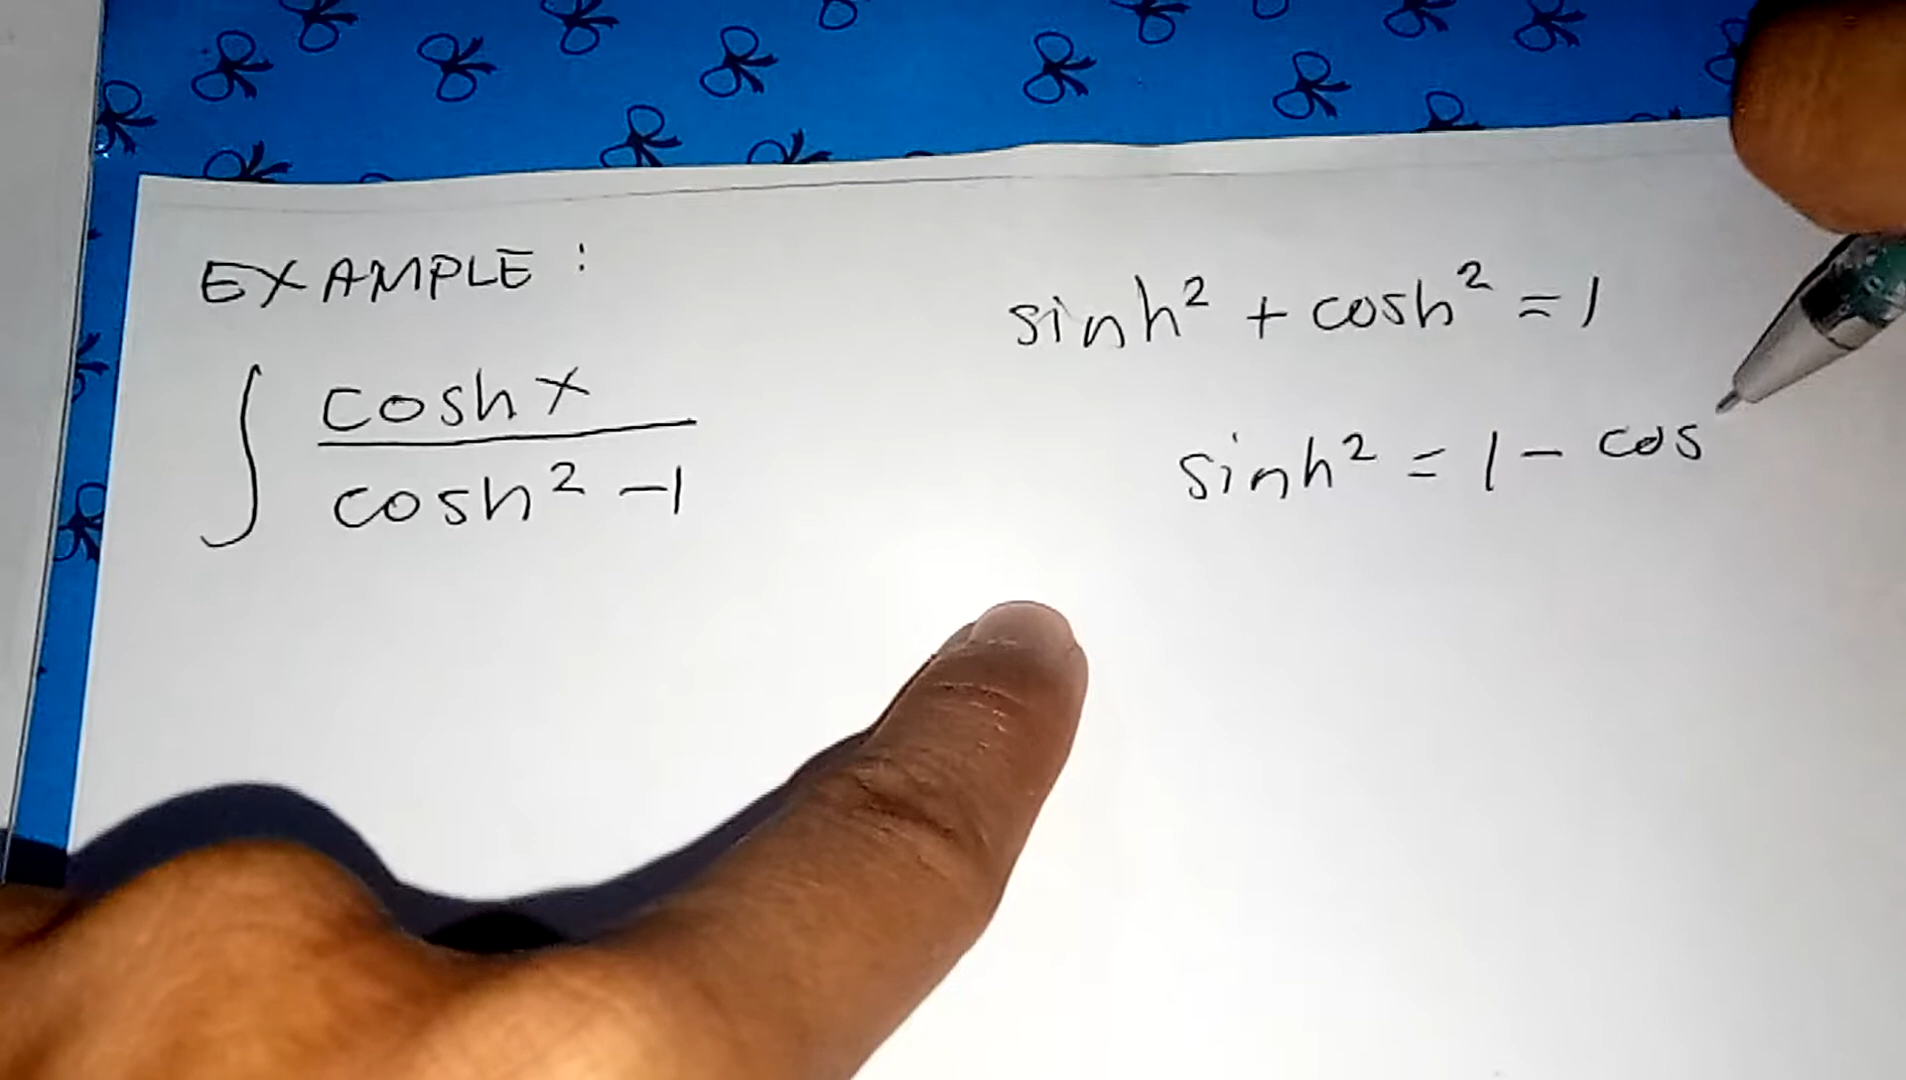 EXAMPLE :
∫ cosh x / cosh² -1
sinh² + cosh² = 1
sinh² = 1 - cos